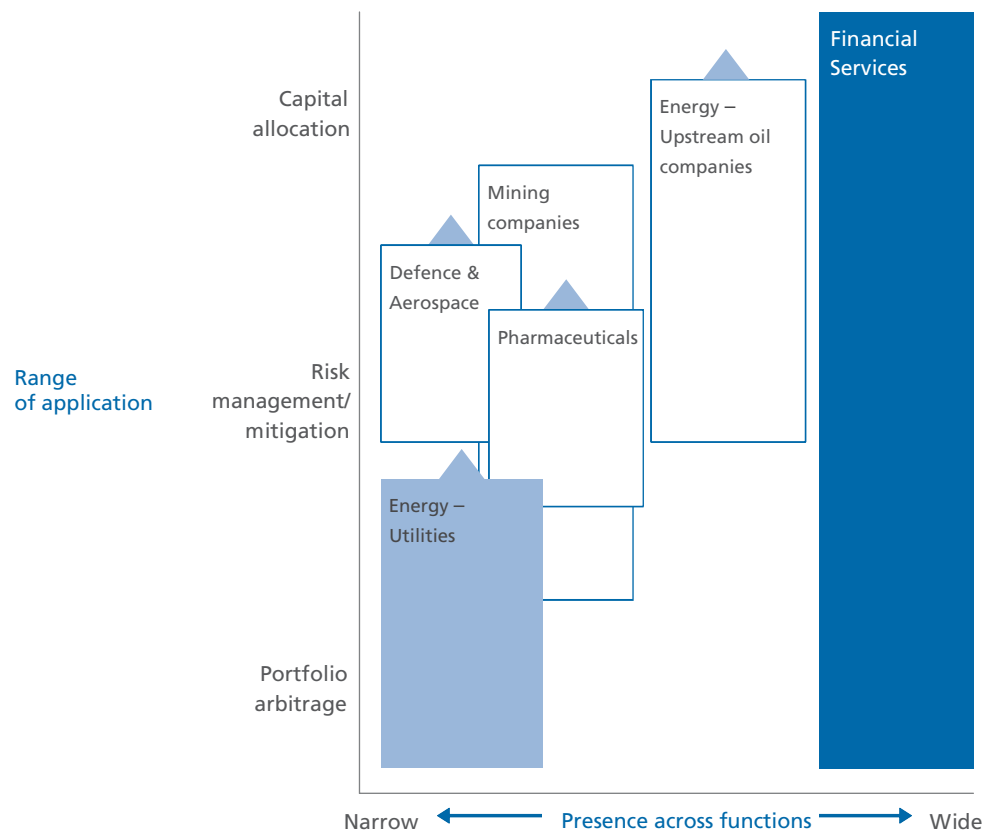 Financial
Services
Capital
allocation
Energy –
Upstream oil
companies
Mining
companies
Defence &
Aerospace
Pharmaceuticals
Range
of application
Risk
management/
mitigation
Energy –
Utilities
Portfolio
arbitrage
Narrow Presence across functions Wide